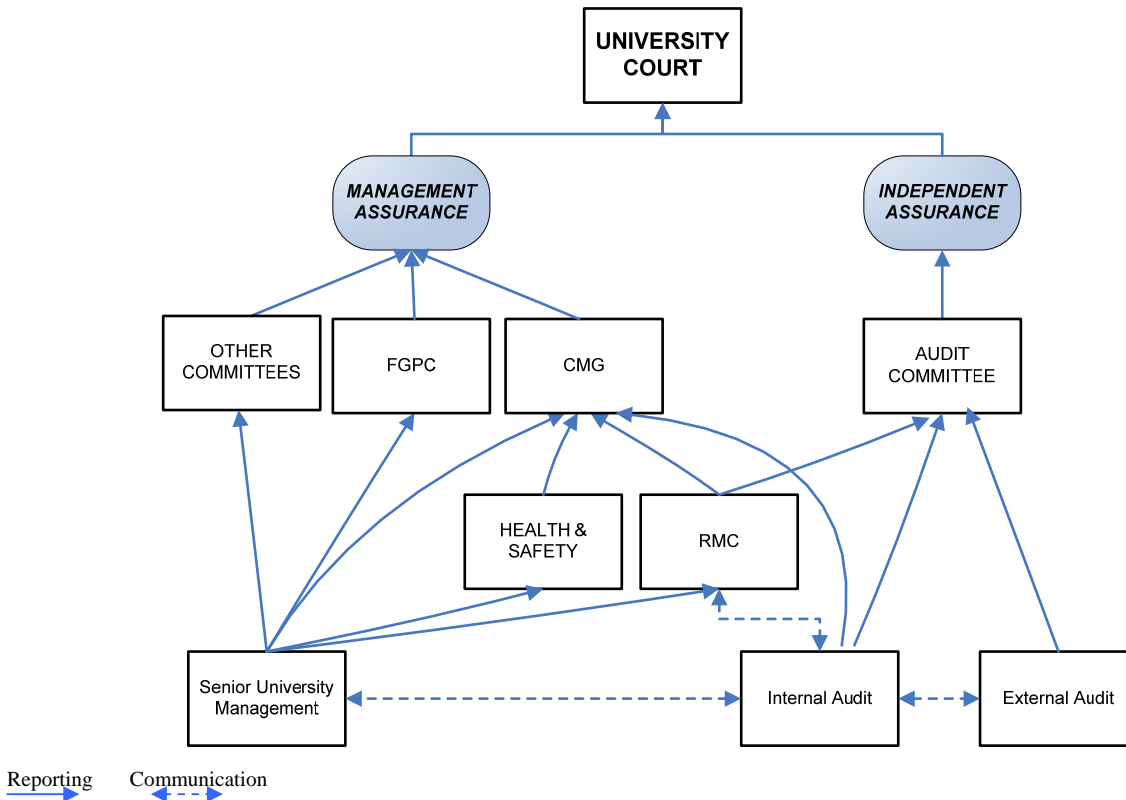 UNIVERSITY
COURT
MANAGEMENT
ASSURANCE
INDEPENDENT
ASSURANCE
OTHER
COMMITTEES
FGPC
CMG
AUDIT
COMMITTEE
HEALTH &
SAFETY
RMC
Senior University
Management
Internal Audit
External Audit
Reporting
Communication